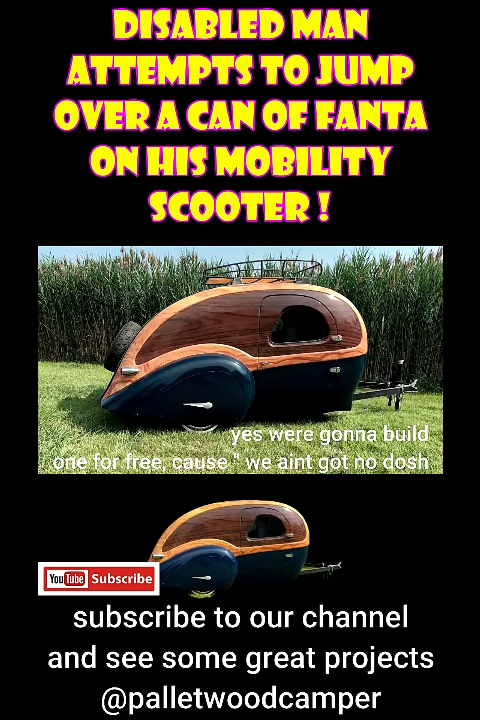 DISABLED MAN
ATTEMPTS TO JUMP
OVER A CAN OF FANTA
ON HIS MOBILITY
SCOOTER !
yes were gonna build
one for free, cause " we aint got no dosh
YouTube Subscribe
subscribe to our channel
and see some great projects
@palletwoodcamper